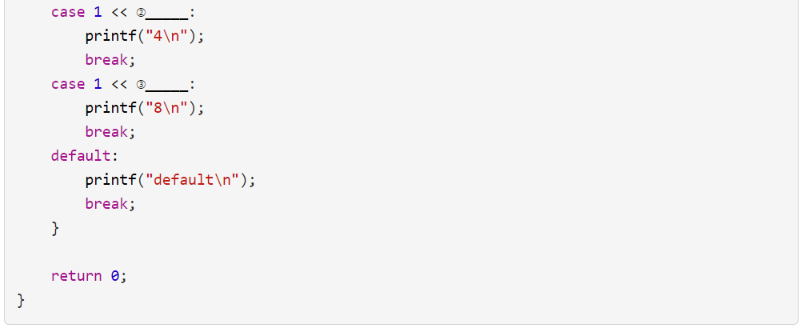 case 1 << ②_____:
printf("4\n");
break;
case 1 << ③_____:
printf("8\n");
break;
default:
printf("default\n");
break;
}
return 0;
}